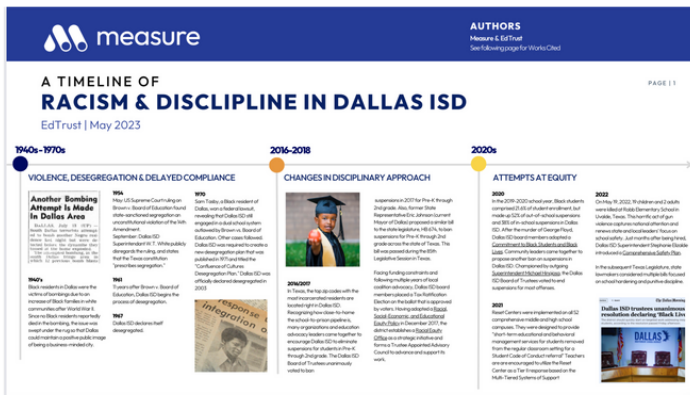 measure
AUTHORS
Measure & EdTrust
See following page for Works Cited
A TIMELINE OF
RACISM & DISCLIPLINE IN DALLAS ISD
PAGE | 1
EdTrust | May 2023
1940s-1970s
2016-2018
2020s
VIOLENCE, DESEGREGATION & DELAYED COMPLIANCE
Another Bombing
Attempt is Made
In Dallas Area
1940's
Black residents in Dallas were the
victims of bombings due to an
increase of Black families in white
communities after World War II.
Since no Black residents reportedly
died in the bombing, the issue was
swept under the rug so that Dallas
could maintain a positive public image
of being a business-minded city.
1954
May: US Supreme Court ruling on
Brown v. Board of Education found
state-sanctioned segregation an
unconstitutional violation of the 14th
Amendment.
September: Dallas ISD
Superintendent W.T. White publicly
disregards the ruling, and states
that the Texas constitution
"prescribes segregation."
1961
7 years after Brown v. Board of
Education, Dallas ISD begins the
process of desegregation.
1967
Dallas ISD declares itself
desegregated.
1970
Sam Tasby, a Black resident of
Dallas, won a federal lawsuit,
revealing that Dallas ISD still
engaged in a dual school system
outlawed by Brown vs. Board of
Education. Other cases followed.
Dallas ISD was required to create a
new desegregation plan that was
published in 1971 and titled the
"Confluence of Cultures:
Desegregation Plan." Dallas ISD was
officially declared desegregated in
2003.
response
integration o
CHANGES IN DISCIPLINARY APPROACH
2016/2017
In Texas, the top zip codes with the
most incarcerated residents are
located right in Dallas ISD.
Recognizing how close-to-home
the school-to-prison pipeline is,
many organizations and education
advocacy leaders came together to
encourage Dallas ISD to eliminate
suspensions for students in Pre-K
through 2nd grade. The Dallas ISD
Board of Trustees unanimously
voted to ban
suspensions in 2017 for Pre-K through
2nd grade. Also, former State
Representative Eric Johnson (current
Mayor of Dallas) proposed a similar bill
to the state legislature, HB 674, to ban
suspensions for Pre-K through 2nd
grade across the state of Texas. The
bill was passed during the 85th
Legislative Session in Texas.
Facing funding constraints and
following multiple years of local
coalition advocacy, Dallas ISD board
members placed a Tax Ratification
Election on the ballot that is approved
by voters. Having adopted a Racial,
Social, Economic, and Educational
Equity Policy in December 2017, the
district establishes a Racial Equity
Office as a strategic initiative and
forms a Trustee Appointed Advisory
Council to advance and support its
work.
ATTEMPTS AT EQUITY
2020
In the 2019-2020 school year, Black students
comprised 21.6% of student enrollment, but
made up 52% of out-of-school suspensions
and 38% of in-school suspensions in Dallas
ISD. After the murder of George Floyd,
Dallas ISD board members adopted a
Commitment to Black Students and Black
Lives. Community leaders came together to
propose another ban on suspensions in
Dallas ISD. Championed by outgoing
Superintendent Michael Hinojosa, the Dallas
ISD Board of Trustees voted to end
suspensions for most offenses.
2021
Reset Centers were implemented on all 52
comprehensive middle and high school
campuses. They were designed to provide
"short-term educational and behavioral
management services for students removed
from the regular classroom setting for a
Student Code of Conduct referral" Teachers
are encouraged to utilize the Reset
Center as a Tier II response based on the
Multi-Tiered Systems of Support
2022
On May 19, 2022, 19 children and 2 adults
were killed at Robb Elementary School in
Uvalde, Texas. The horrific act of gun
violence captures national attention and
renews state and local leaders' focus on
school safety. Just months after being hired,
Dallas ISD Superintendent Stephanie Elizalde
introduced a Comprehensive Safety Plan.
In the subsequent Texas Legislature, state
lawmakers considered multiple bills focused
on school hardening and punitive discipline.
Dallas ISD trustees unanimous
resolution declaring 'Black Live
DALLAS